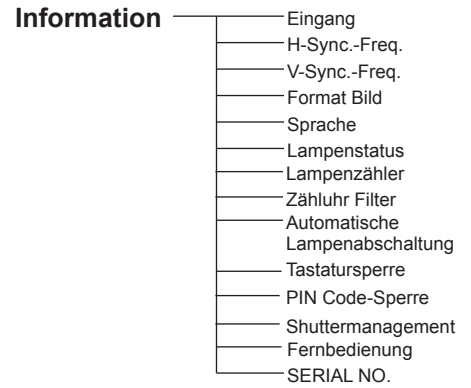 Information
Eingang
H-Sync.-Freq.
V-Sync.-Freq.
Format Bild
Sprache
Lampenstatus
Lampenzähler
Zähluhr Filter
Automatische
Lampenabschaltung
Tastatursperre
PIN Code-Sperre
Shuttermanagement
Fernbedienung
SERIAL NO.